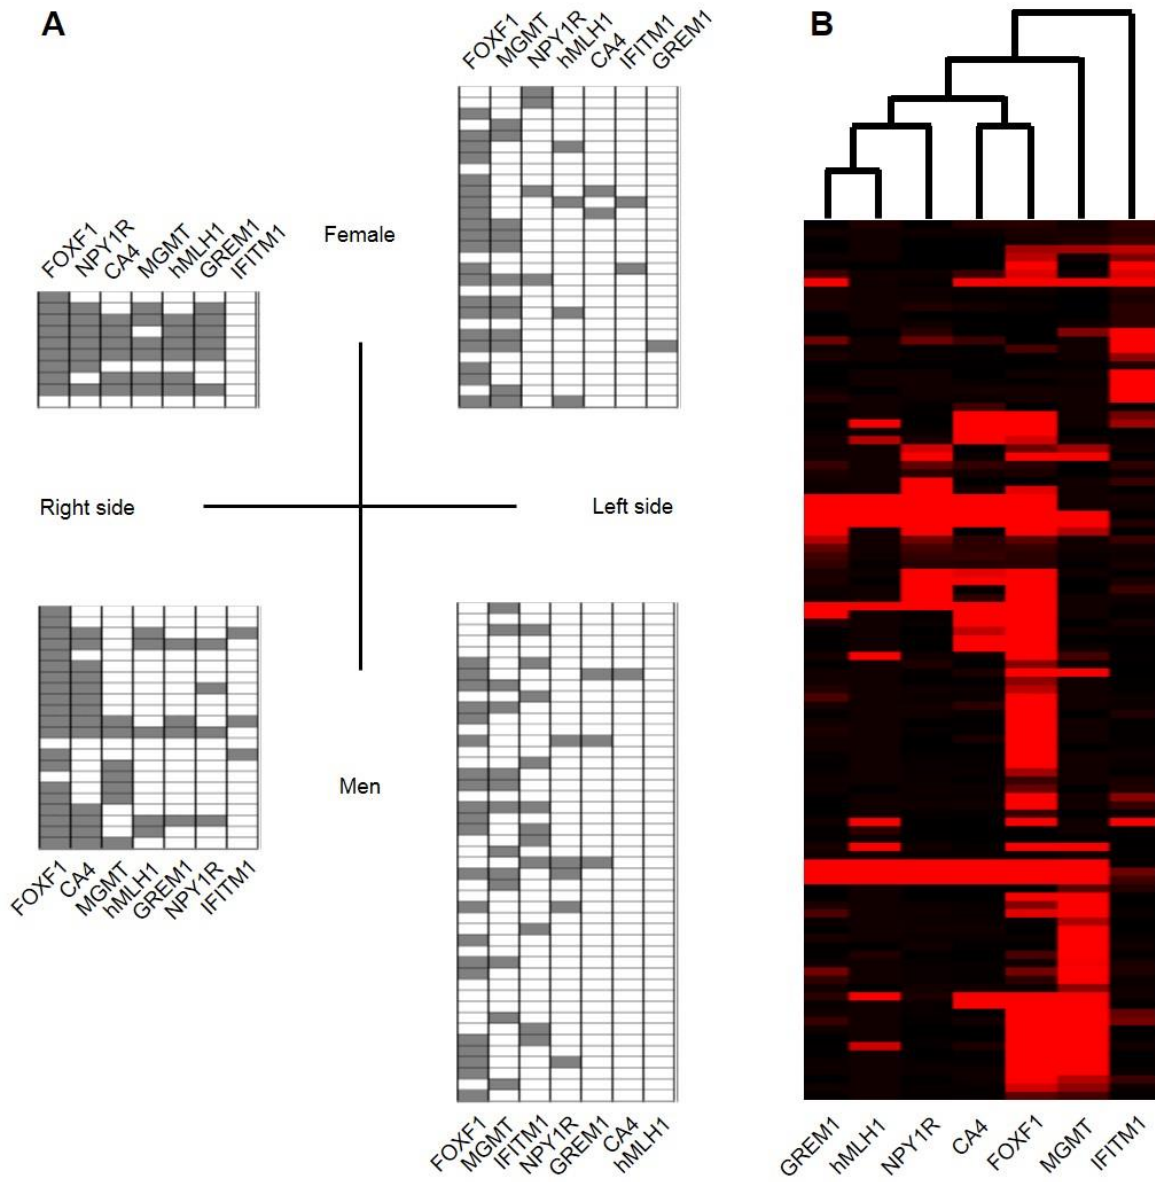 A
FOXF1 MGMT NPY1R hMLH1 CA4 IFITM1 GREM1
B
FOXF1 NPY1R CA4 MGMT hMLH1 GREM1 IFITM1
Female
Right side
Left side
Men
FOXF1 CA4 MGMT hMLH1 GREM1 NPY1R IFITM1
FOXF1 MGMT IFITM1 NPY1R GREM1 CA4 hMLH1
GREM1 hMLH1 NPY1R CA4 FOXF1 MGMT IFITM1